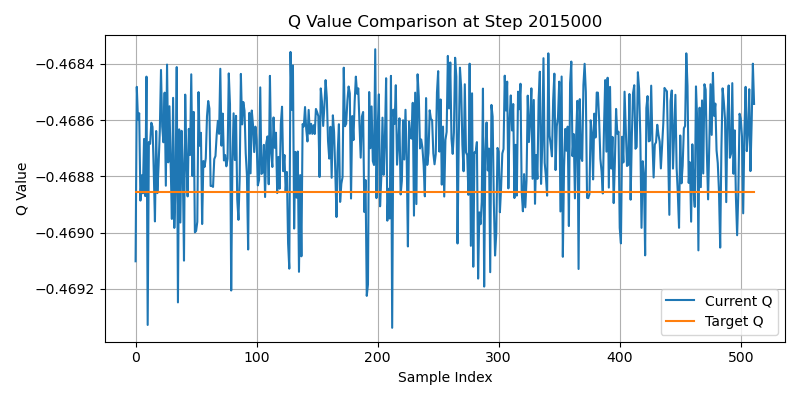 Q Value Comparison at Step 2015000
−0.4684
−0.4686
−0.4688
−0.4690
−0.4692
Q Value
0
100
200
300
400
500
Sample Index
Current Q
Target Q